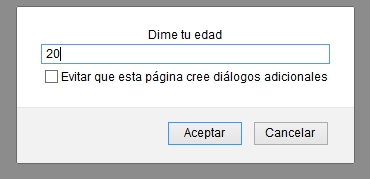 Dime tu edad
20
Evitar que esta página cree diálogos adicionales
Aceptar Cancelar